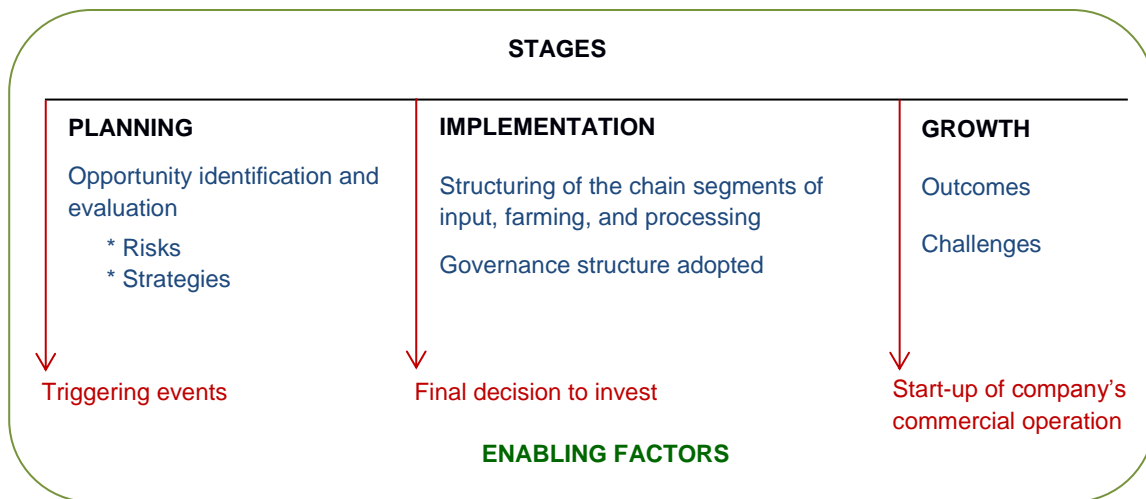 STAGES
PLANNING
Opportunity identification and
evaluation
* Risks
* Strategies
Triggering events
IMPLEMENTATION
Structuring of the chain segments of
input, farming, and processing
Governance structure adopted
Final decision to invest
GROWTH
Outcomes
Challenges
Start-up of company’s
commercial operation
ENABLING FACTORS